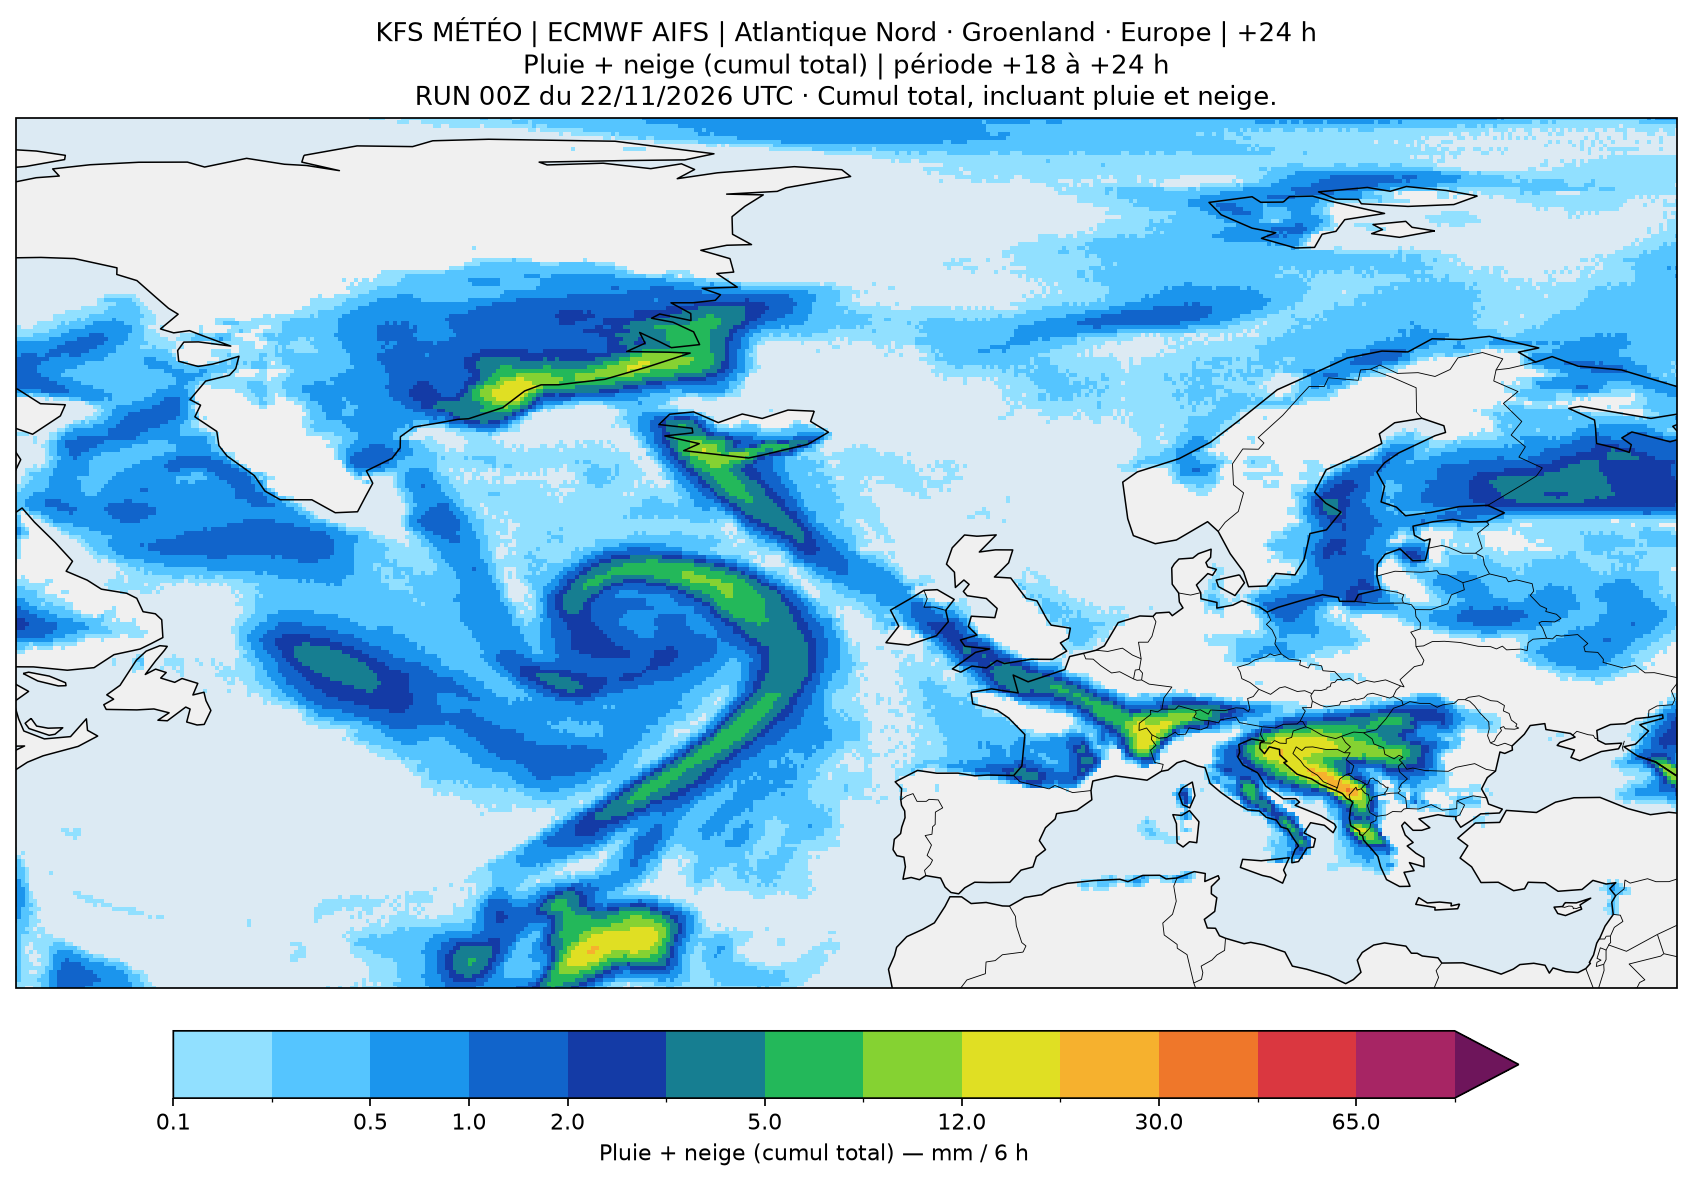 KFS MÉTÉO | ECMWF AIFS | Atlantique Nord · Groenland · Europe | +24 h
Pluie + neige (cumul total) | période +18 à +24 h
RUN 00Z du 22/11/2026 UTC · Cumul total, incluant pluie et neige.
0.1 0.5 1.0 2.0 5.0 12.0 30.0 65.0
Pluie + neige (cumul total) — mm / 6 h